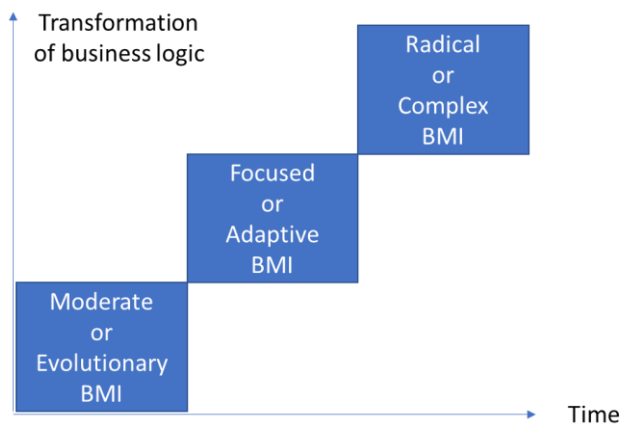 Transformation
of business logic
Radical
or
Complex
BMI
Focused
or
Adaptive
BMI
Moderate
or
Evolutionary
BMI
Time